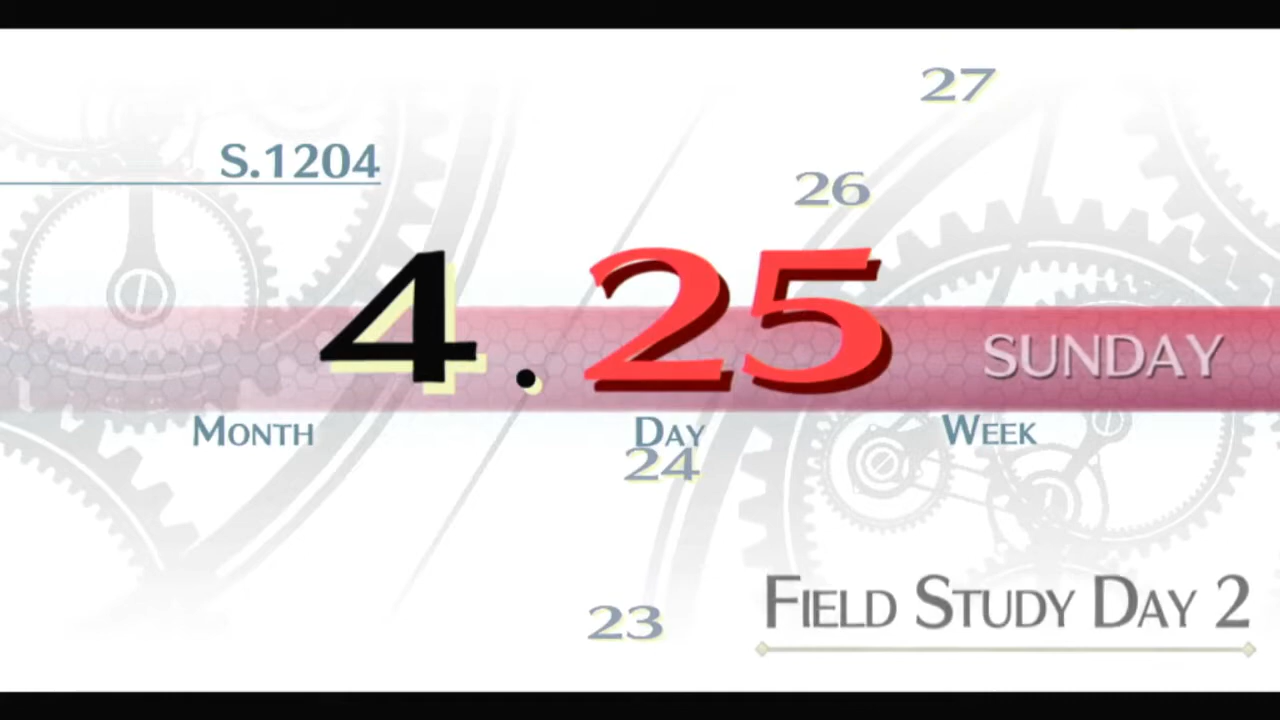 27
S.1204
26
4.25
SUNDAY
MONTH
DAY
WEEK
24
23
FIELD STUDY DAY 2